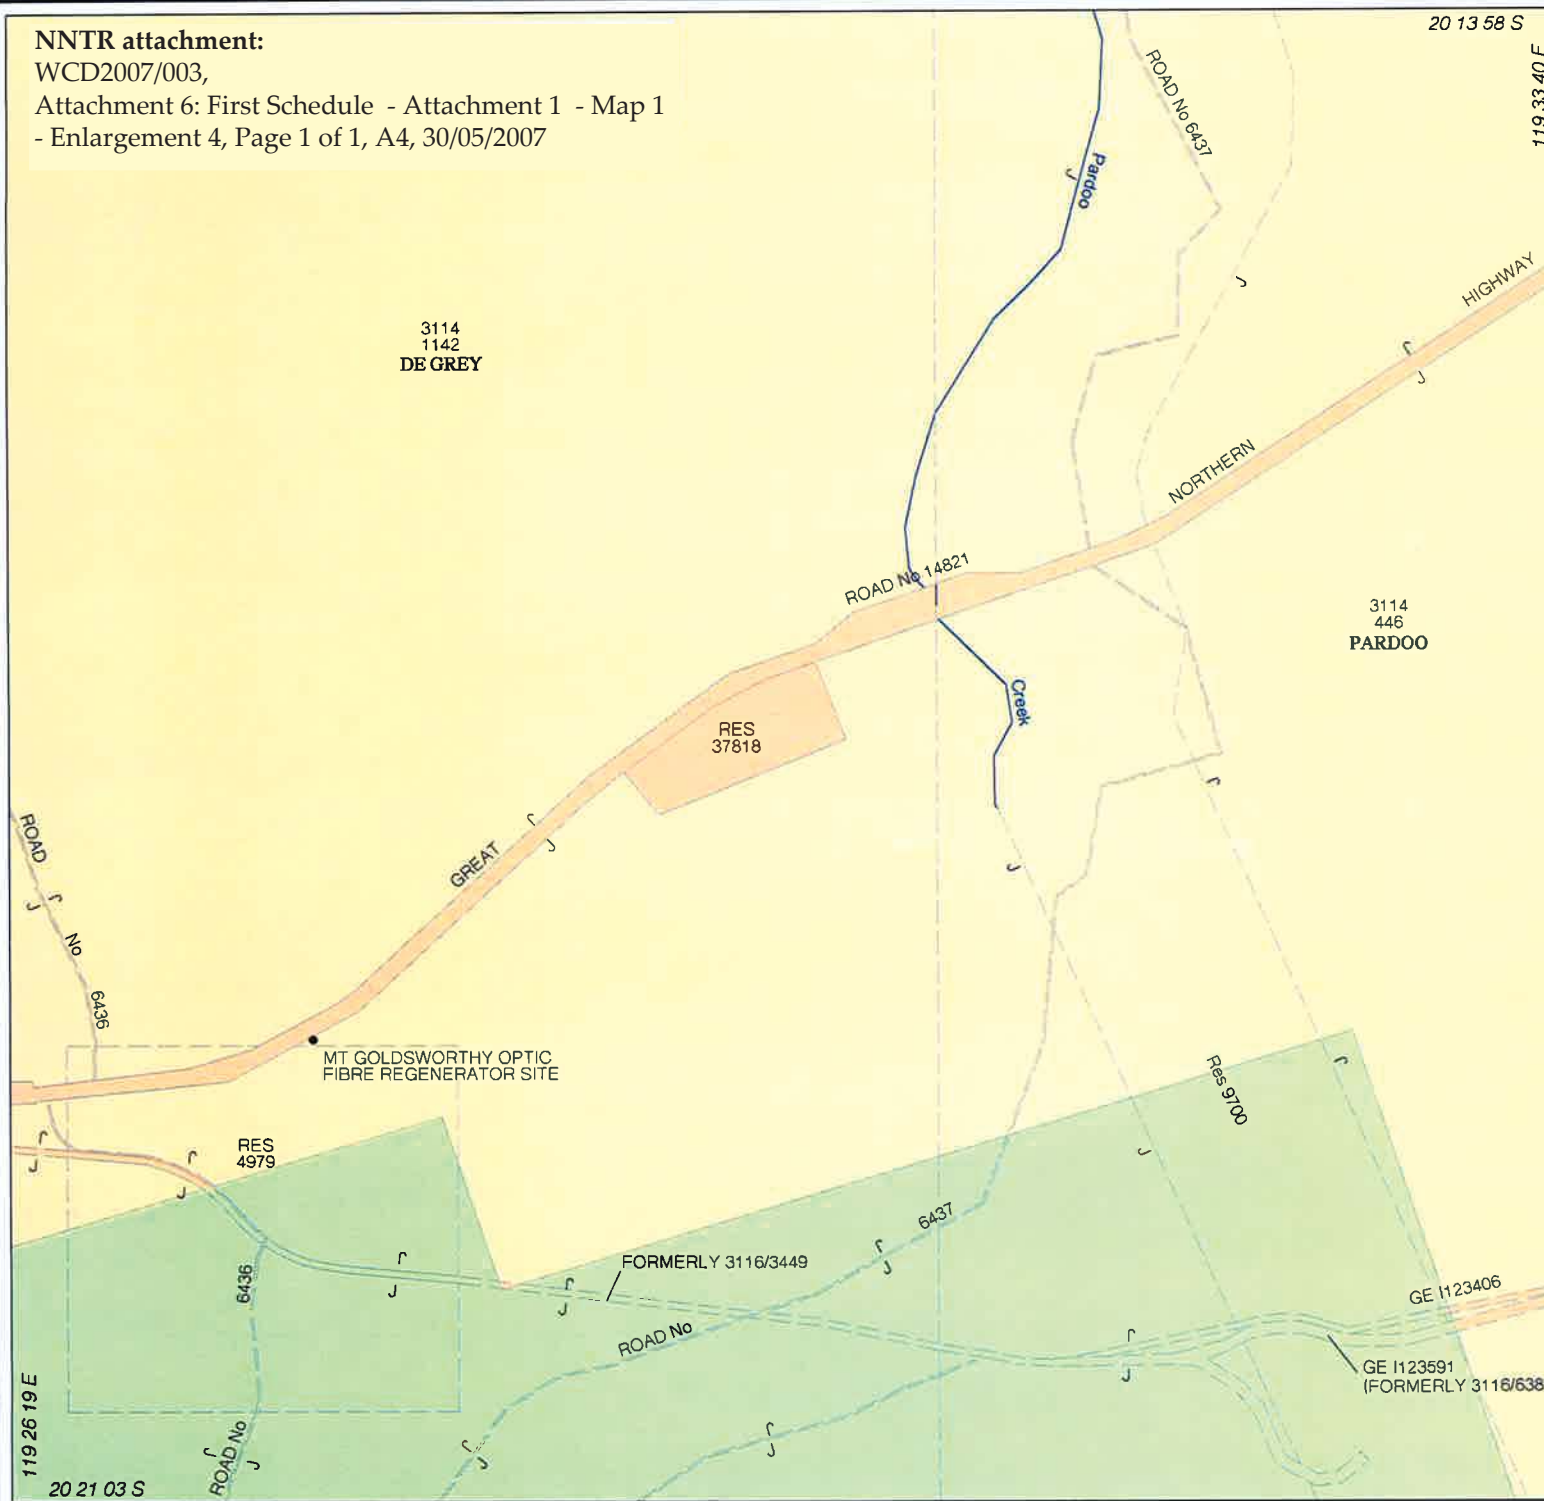 NNTR attachment:
WCD2007/003,
Attachment 6: First Schedule - Attachment 1 - Map 1
- Enlargement 4, Page 1 of 1, A4, 30/05/2007
20 13 58 S
119 33 40 E
ROAD No 6437
Pardoo
HIGHWAY
3114
1142
DE GREY
NORTHERN
ROAD No 14821
3114
446
PARDOO
Creek
RES
37818
GREAT
ROAD
No
6436
MT GOLDSWORTHY OPTIC
FIBRE REGENERATOR SITE
Res 9700
RES
4979
6437
FORMERLY 3116/3449
6436
GE I123406
ROAD No
GE I123591
(FORMERLY 3116/638
119 26 19 E
ROAD No
20 21 03 S